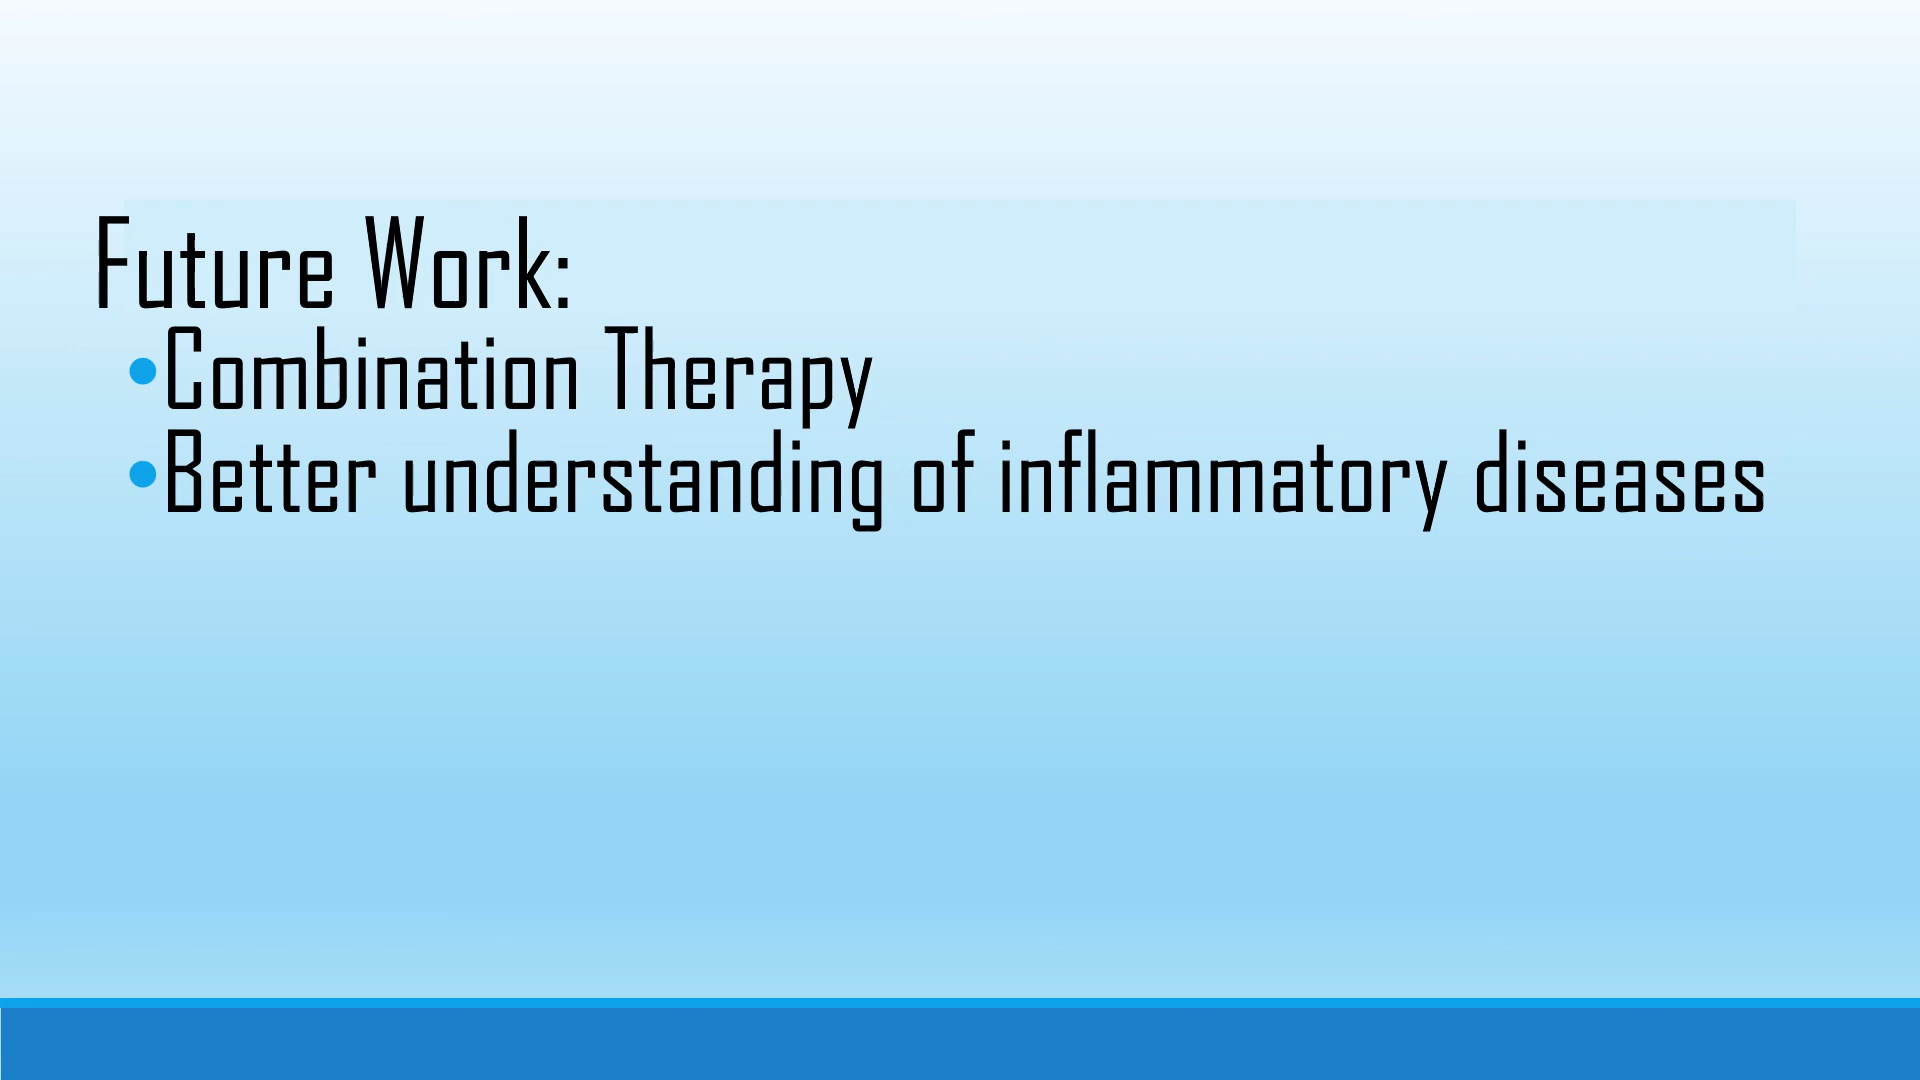 Future Work:
•Combination Therapy
•Better understanding of inflammatory diseases